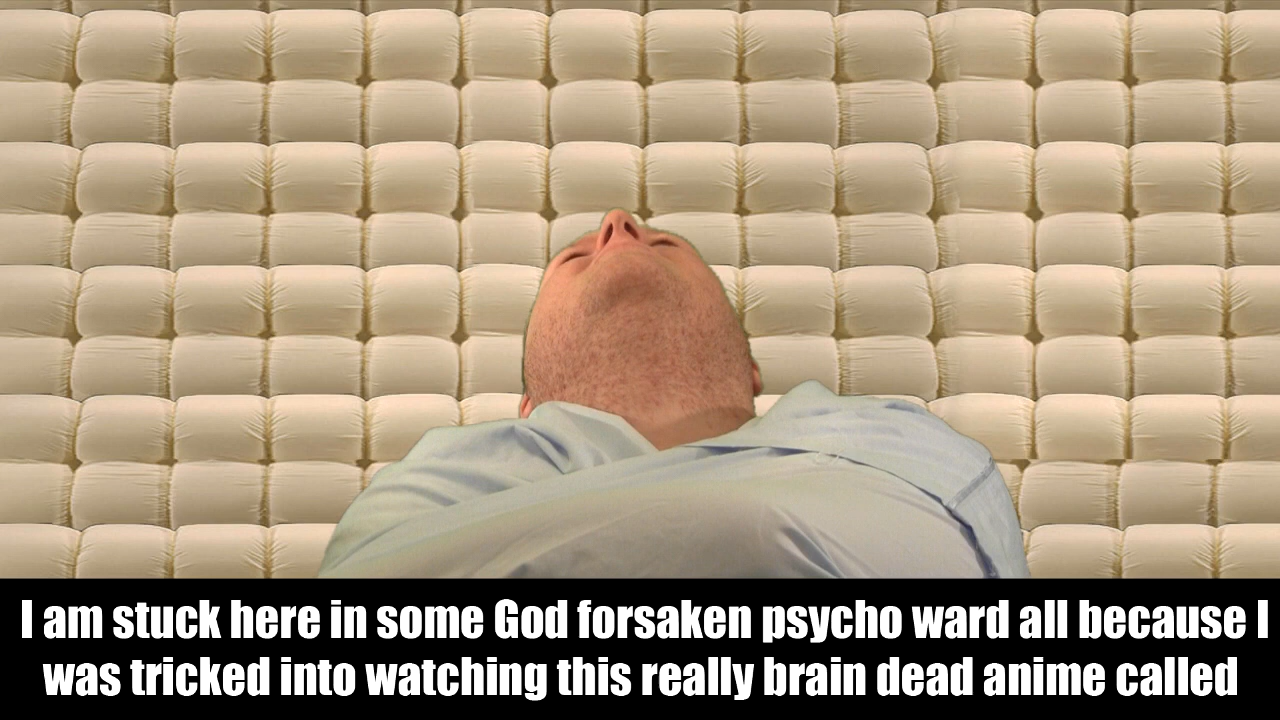 I am stuck here in some God forsaken psycho ward all because I
was tricked into watching this really brain dead anime called